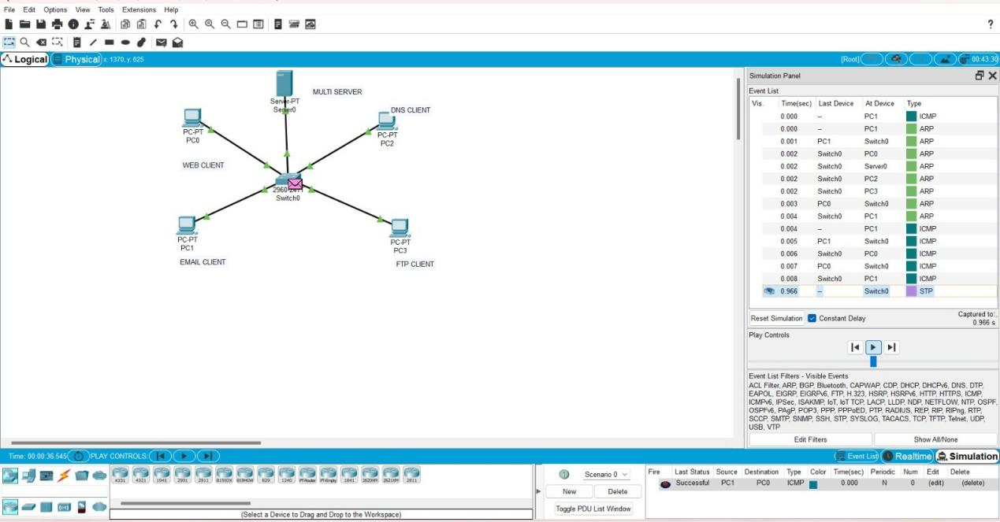 File Edit Options View Tools Extensions Help
?
Logical Physical x: 1370, y: 625 [Root] 00:43:30
Simulation Panel
Event List
Vis. Time(sec) Last Device At Device Type
0.000 -- PC1 ICMP
0.000 -- PC1 ARP
0.001 PC1 Switch0 ARP
0.002 Switch0 PC0 ARP
0.002 Switch0 Server0 ARP
0.002 Switch0 PC2 ARP
0.002 Switch0 PC3 ARP
0.003 PC0 Switch0 ARP
0.004 Switch0 PC1 ARP
0.004 -- PC1 ICMP
0.005 PC1 Switch0 ICMP
0.006 Switch0 PC0 ICMP
0.007 PC0 Switch0 ICMP
0.008 Switch0 PC1 ICMP
0.966 -- Switch0 STP
Reset Simulation Constant Delay Captured to:
0.966 s
Play Controls
Event List Filters - Visible Events
ACL Filter, ARP, BGP, Bluetooth, CAPWAP, CDP, DHCP, DHCPv6, DNS, DTP,
EAPOL, EIGRP, EIGRPv6, FTP, H.323, HSRP, HSRPv6, HTTP, HTTPS, ICMP,
ICMPv6, IPSec, ISAKMP, IoT, IoT TCP, LACP, LLDP, NDP, NETFLOW, NTP, OSPF,
OSPFv6, PAgP, POP3, PPP, PPPoED, PTP, RADIUS, REP, RIP, RIPng, RTP,
SCCP, SMTP, SNMP, SSH, STP, SYSLOG, TACACS, TCP, TFTP, Telnet, UDP,
USB, VTP
Edit Filters Show All/None
MULTI SERVER
Server-PT
Server0
DNS CLIENT
PC-PT
PC0
PC-PT
PC2
WEB CLIENT
2960-24TT
Switch0
PC-PT
PC1
PC-PT
PC3
EMAIL CLIENT
FTP CLIENT
Time: 00:00:36.545 PLAY CONTROLS: Event List Realtime Simulation
4331 4321 1941 2901 2911 819IOX 819HGW 829 1240 PT-Router PT-Empty 1841 2620XM 2621XM 2811
(Select a Device to Drag and Drop to the Workspace)
Scenario 0
New Delete
Toggle PDU List Window
Fire Last Status Source Destination Type Color Time(sec) Periodic Num Edit Delete
Successful PC1 PC0 ICMP 0.000 N 0 (edit) (delete)